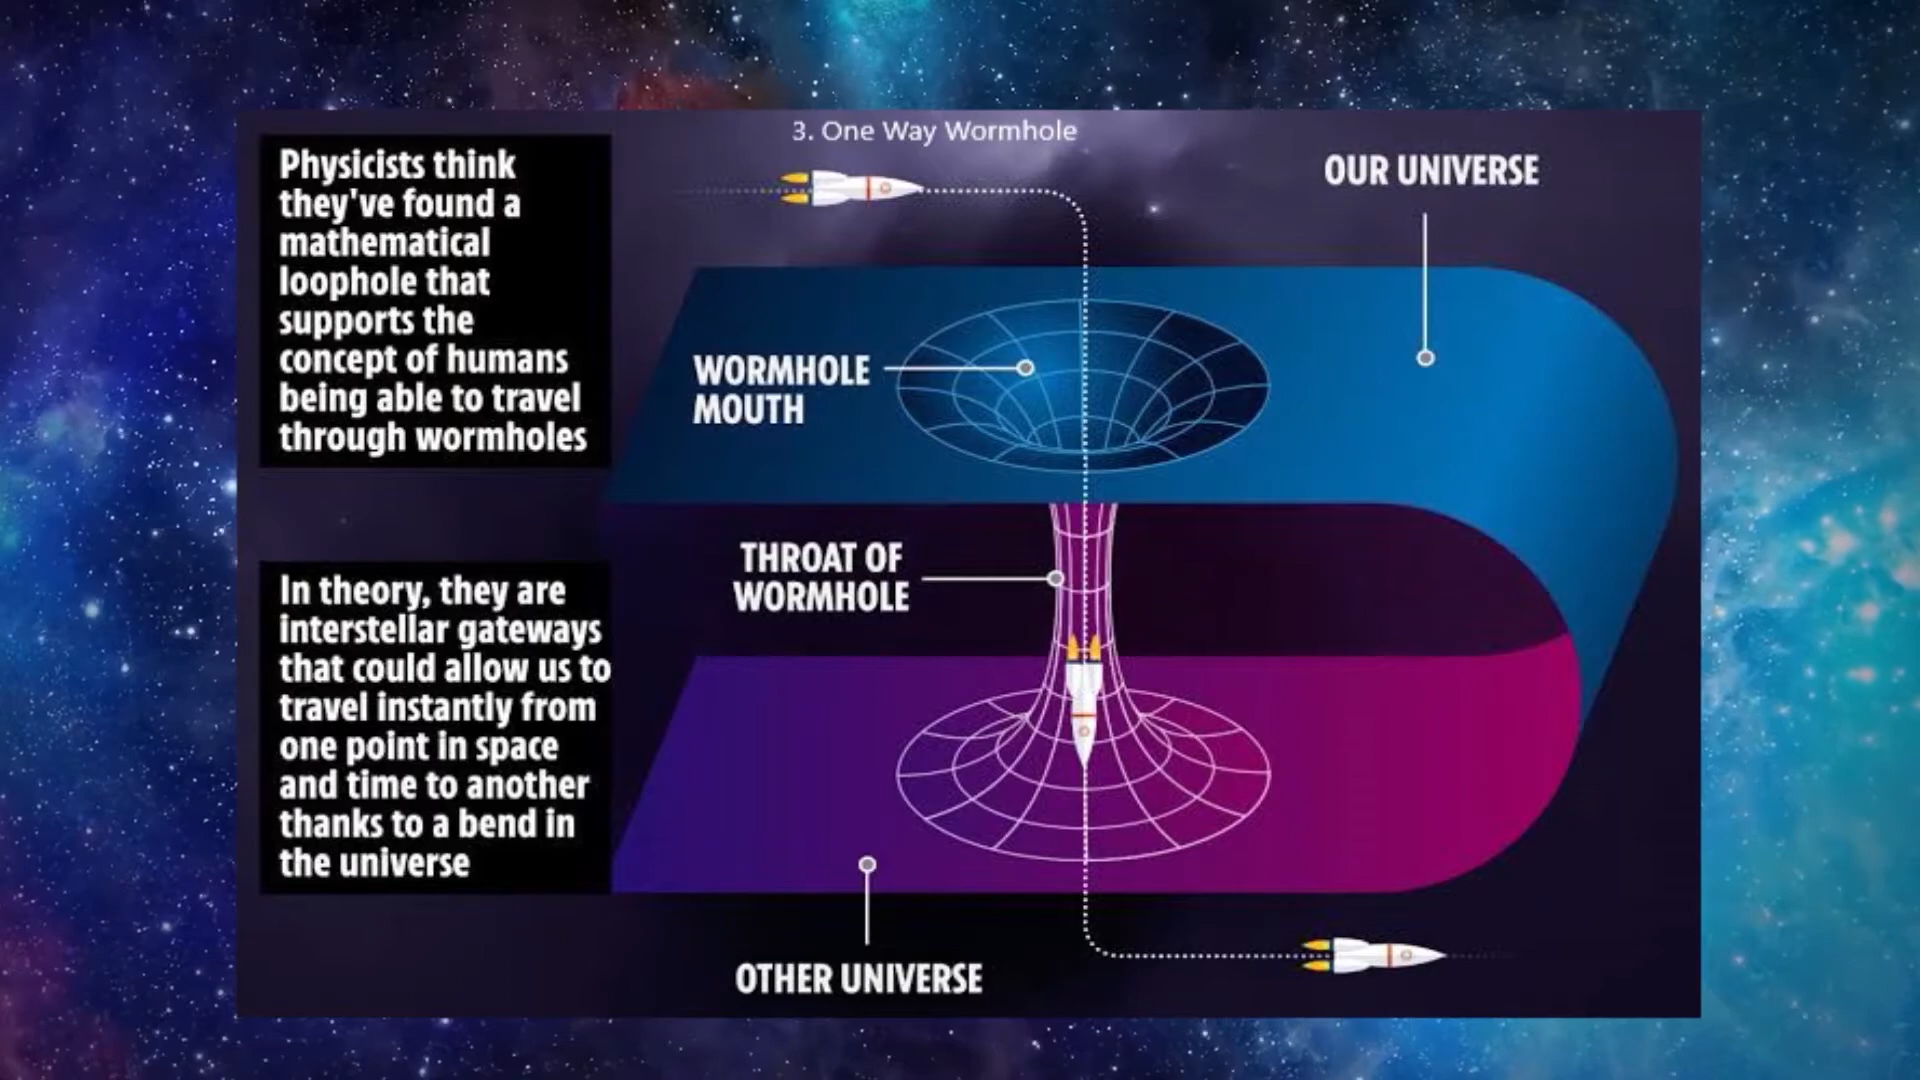 3. One Way Wormhole
Physicists think
they've found a
mathematical
loophole that
supports the
concept of humans
being able to travel
through wormholes
In theory, they are
interstellar gateways
that could allow us to
travel instantly from
one point in space
and time to another
thanks to a bend in
the universe
OUR UNIVERSE
WORMHOLE
MOUTH
THROAT OF
WORMHOLE
OTHER UNIVERSE